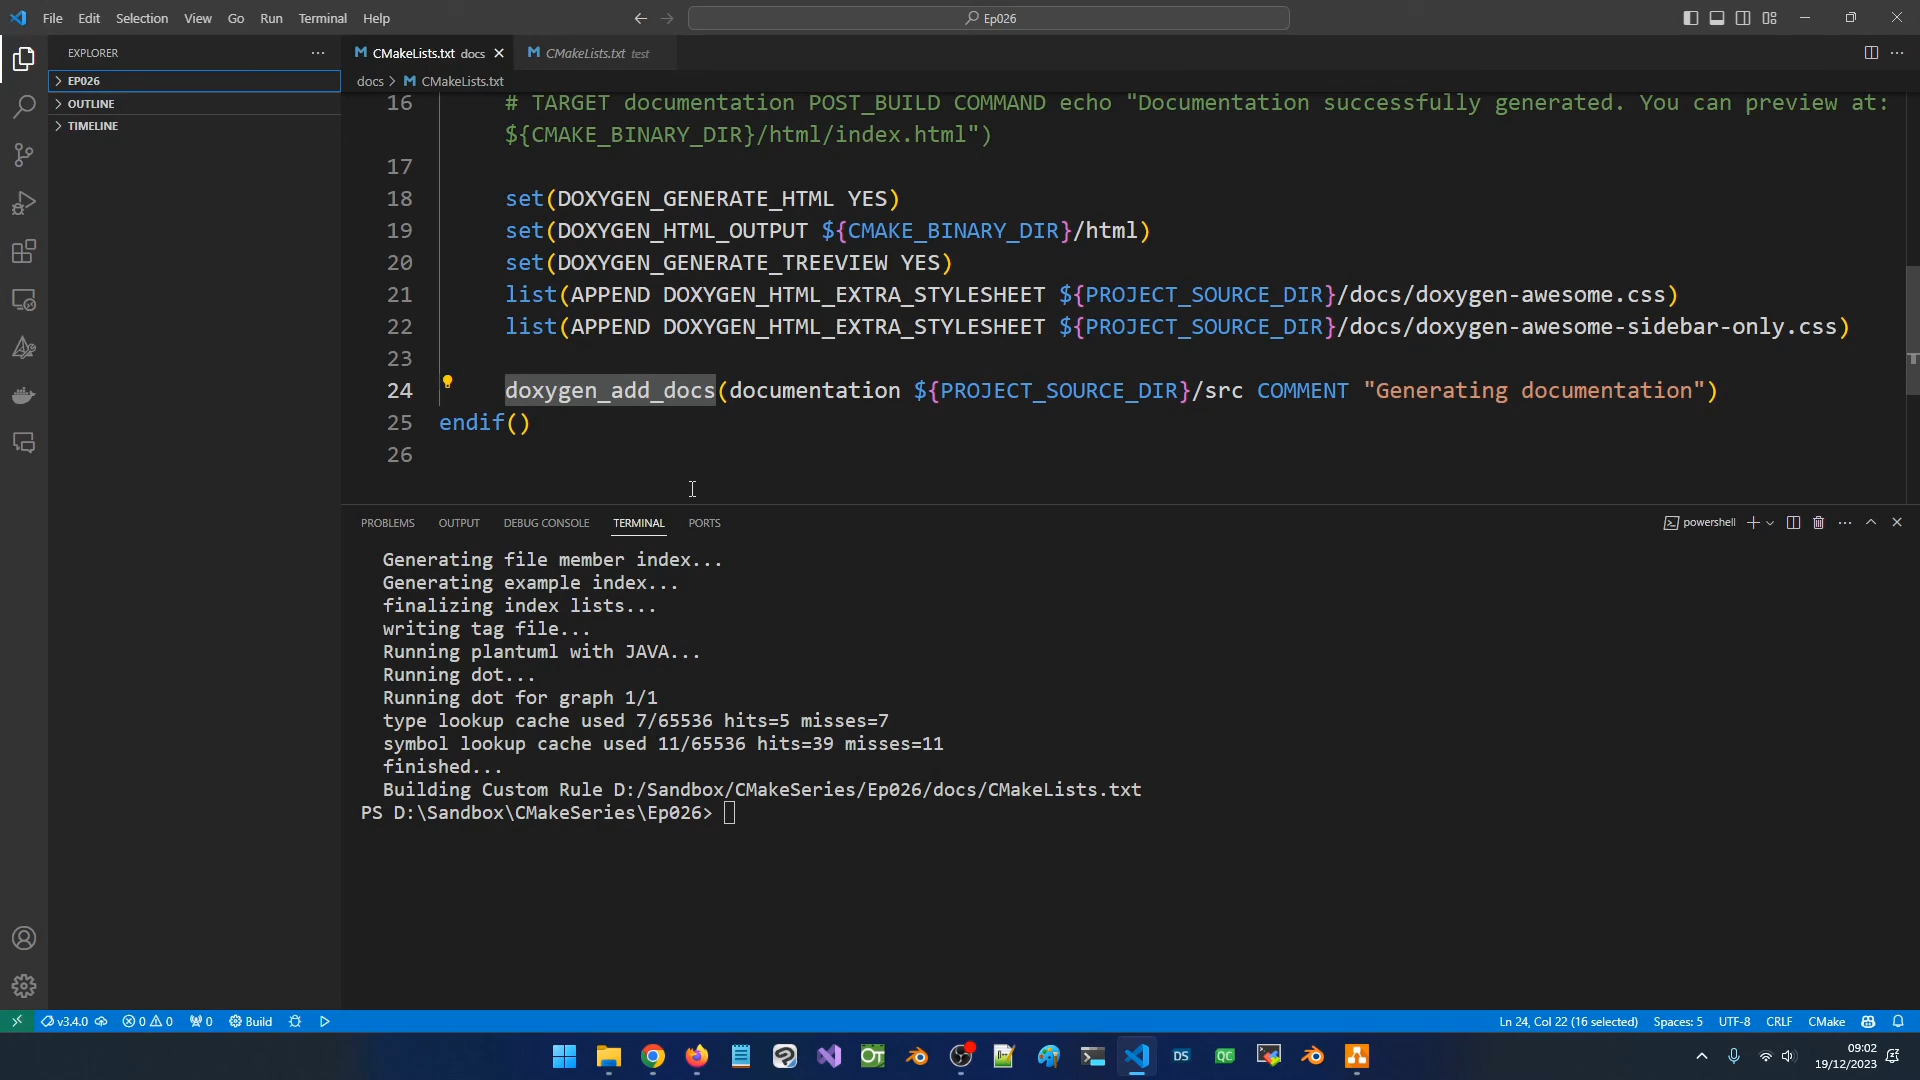 File Edit Selection View Go Run Terminal Help
Ep026
EXPLORER
CMakeLists.txt docs
CMakeLists.txt test
EP026
docs > CMakeLists.txt
OUTLINE
TIMELINE
16 # TARGET documentation POST_BUILD COMMAND echo "Documentation successfully generated. You can preview at:
${CMAKE_BINARY_DIR}/html/index.html")
17
18 set(DOXYGEN_GENERATE_HTML YES)
19 set(DOXYGEN_HTML_OUTPUT ${CMAKE_BINARY_DIR}/html)
20 set(DOXYGEN_GENERATE_TREEVIEW YES)
21 list(APPEND DOXYGEN_HTML_EXTRA_STYLESHEET ${PROJECT_SOURCE_DIR}/docs/doxygen-awesome.css)
22 list(APPEND DOXYGEN_HTML_EXTRA_STYLESHEET ${PROJECT_SOURCE_DIR}/docs/doxygen-awesome-sidebar-only.css)
23
24 doxygen_add_docs(documentation ${PROJECT_SOURCE_DIR}/src COMMENT "Generating documentation")
25 endif()
26
PROBLEMS OUTPUT DEBUG CONSOLE TERMINAL PORTS
powershell
Generating file member index...
Generating example index...
finalizing index lists...
writing tag file...
Running plantuml with JAVA...
Running dot...
Running dot for graph 1/1
type lookup cache used 7/65536 hits=5 misses=7
symbol lookup cache used 11/65536 hits=39 misses=11
finished...
Building Custom Rule D:/Sandbox/CMakeSeries/Ep026/docs/CMakeLists.txt
PS D:\Sandbox\CMakeSeries\Ep026>
v3.4.0 0 0 0 Build
Ln 24, Col 22 (16 selected) Spaces: 5 UTF-8 CRLF CMake
OT DS QC
09:02
19/12/2023